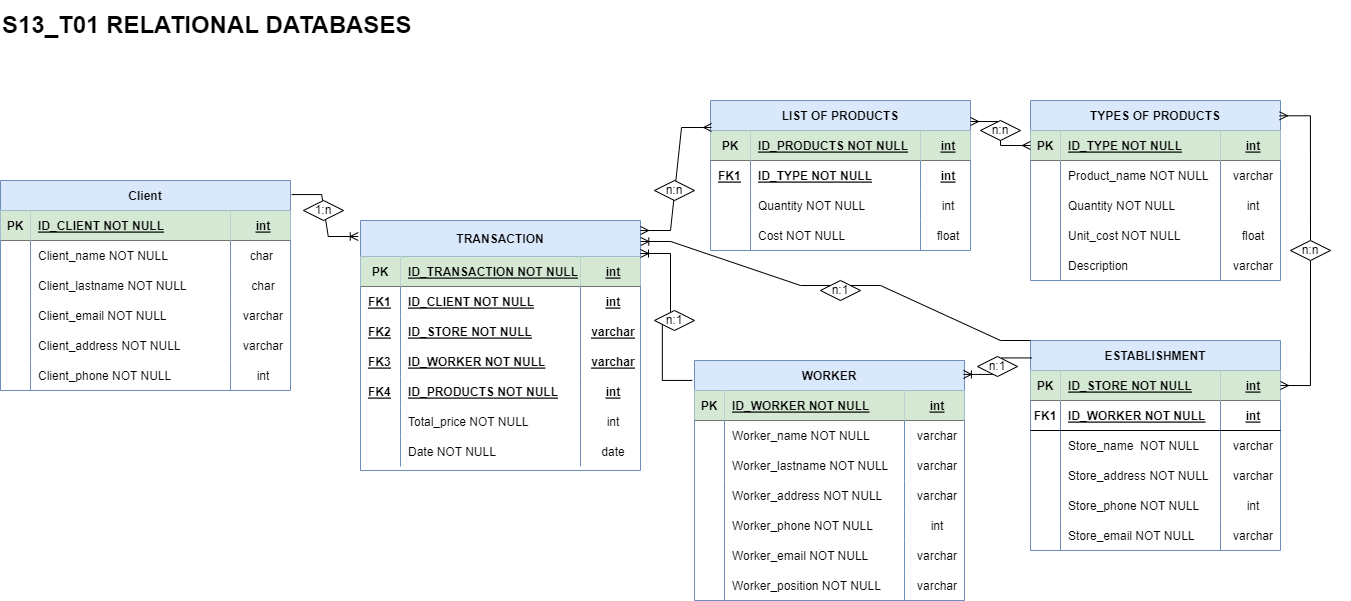 S13_T01 RELATIONAL DATABASES
Client
PK ID_CLIENT NOT NULL int
Client_name NOT NULL char
Client_lastname NOT NULL char
Client_email NOT NULL varchar
Client_address NOT NULL varchar
Client_phone NOT NULL int
1:n
TRANSACTION
PK ID_TRANSACTION NOT NULL int
FK1 ID_CLIENT NOT NULL int
FK2 ID_STORE NOT NULL varchar
FK3 ID_WORKER NOT NULL varchar
FK4 ID_PRODUCTS NOT NULL int
Total_price NOT NULL int
Date NOT NULL date
n:n
LIST OF PRODUCTS
PK ID_PRODUCTS NOT NULL int
FK1 ID_TYPE NOT NULL int
Quantity NOT NULL int
Cost NOT NULL float
n:n
TYPES OF PRODUCTS
PK ID_TYPE NOT NULL int
Product_name NOT NULL varchar
Quantity NOT NULL int
Unit_cost NOT NULL float
Description varchar
n:n
n:1
n:1
WORKER
PK ID_WORKER NOT NULL int
Worker_name NOT NULL varchar
Worker_lastname NOT NULL varchar
Worker_address NOT NULL varchar
Worker_phone NOT NULL int
Worker_email NOT NULL varchar
Worker_position NOT NULL varchar
n:1
ESTABLISHMENT
PK ID_STORE NOT NULL int
FK1 ID_WORKER NOT NULL int
Store_name NOT NULL varchar
Store_address NOT NULL varchar
Store_phone NOT NULL int
Store_email NOT NULL varchar